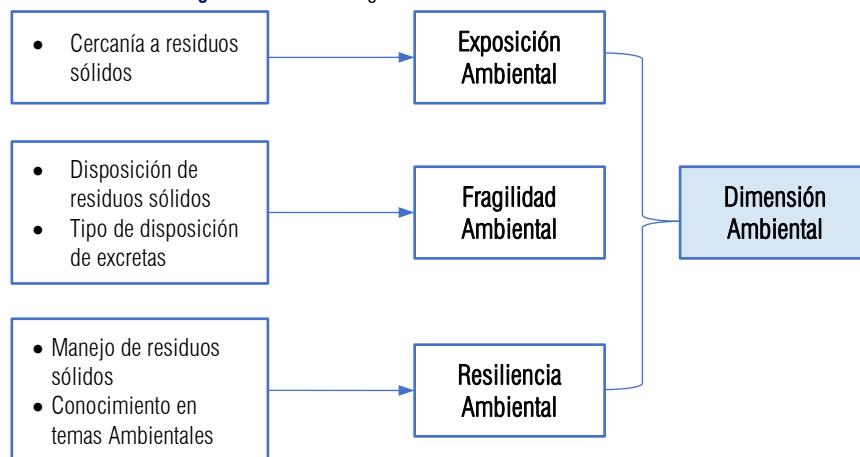 • Cercanía a residuos
sólidos
Exposición
Ambiental
• Disposición de
residuos sólidos
• Tipo de disposición
de excretas
Fragilidad
Ambiental
Dimensión
Ambiental
• Manejo de residuos
sólidos
• Conocimiento en
temas Ambientales
Resiliencia
Ambiental